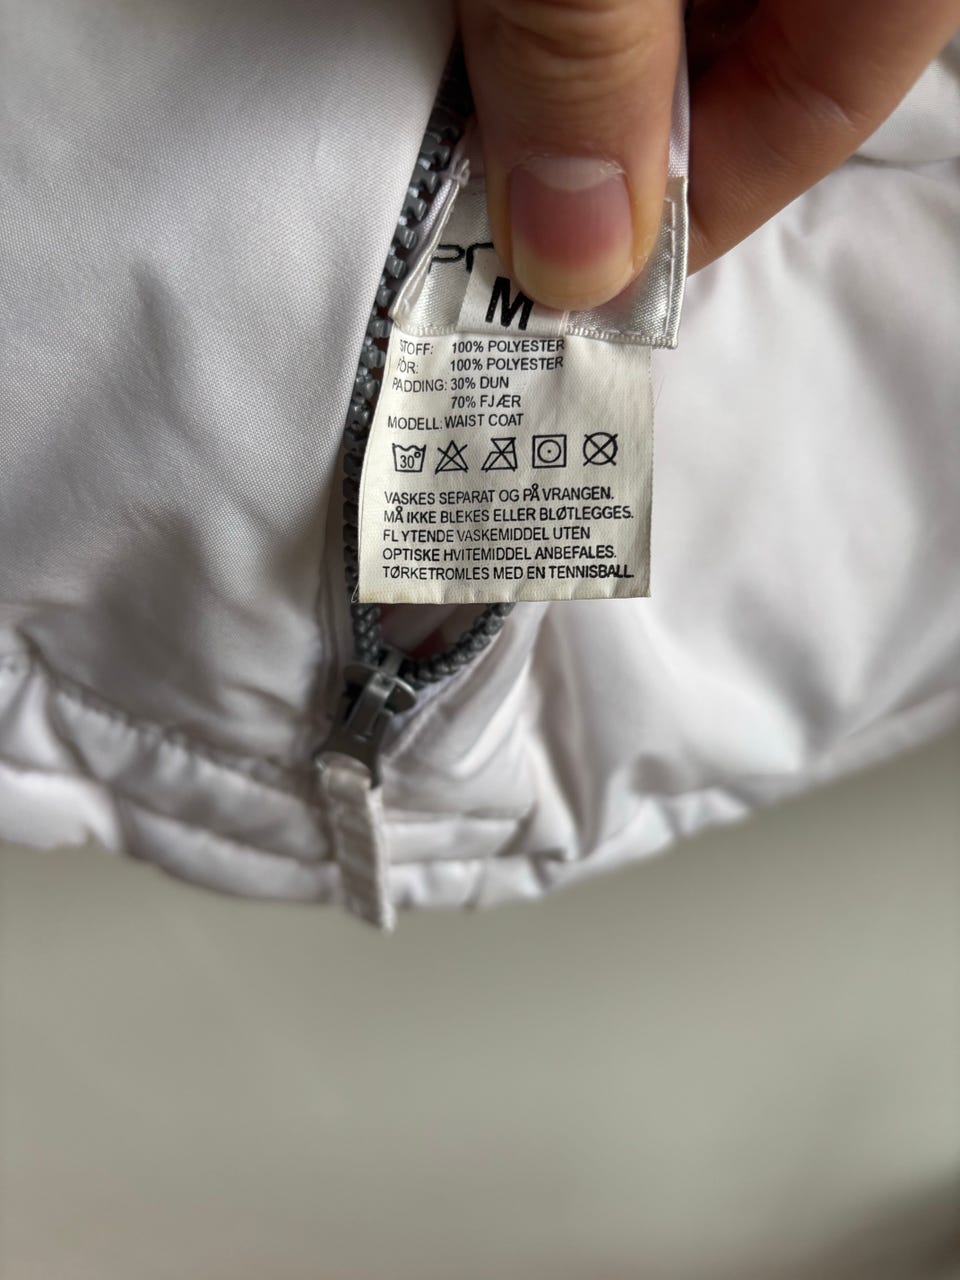 M
STOFF: 100% POLYESTER
FÔR: 100% POLYESTER
PADDING: 30% DUN
70% FJÆR
MODELL: WAIST COAT
30°
VASKES SEPARAT OG PÅ VRANGEN.
MÅ IKKE BLEKES ELLER BLØTLEGGES.
FLYTENDE VASKEMIDDEL UTEN
OPTISKE HVITEMIDDEL ANBEFALES.
TØRKETROMLES MED EN TENNISBALL.